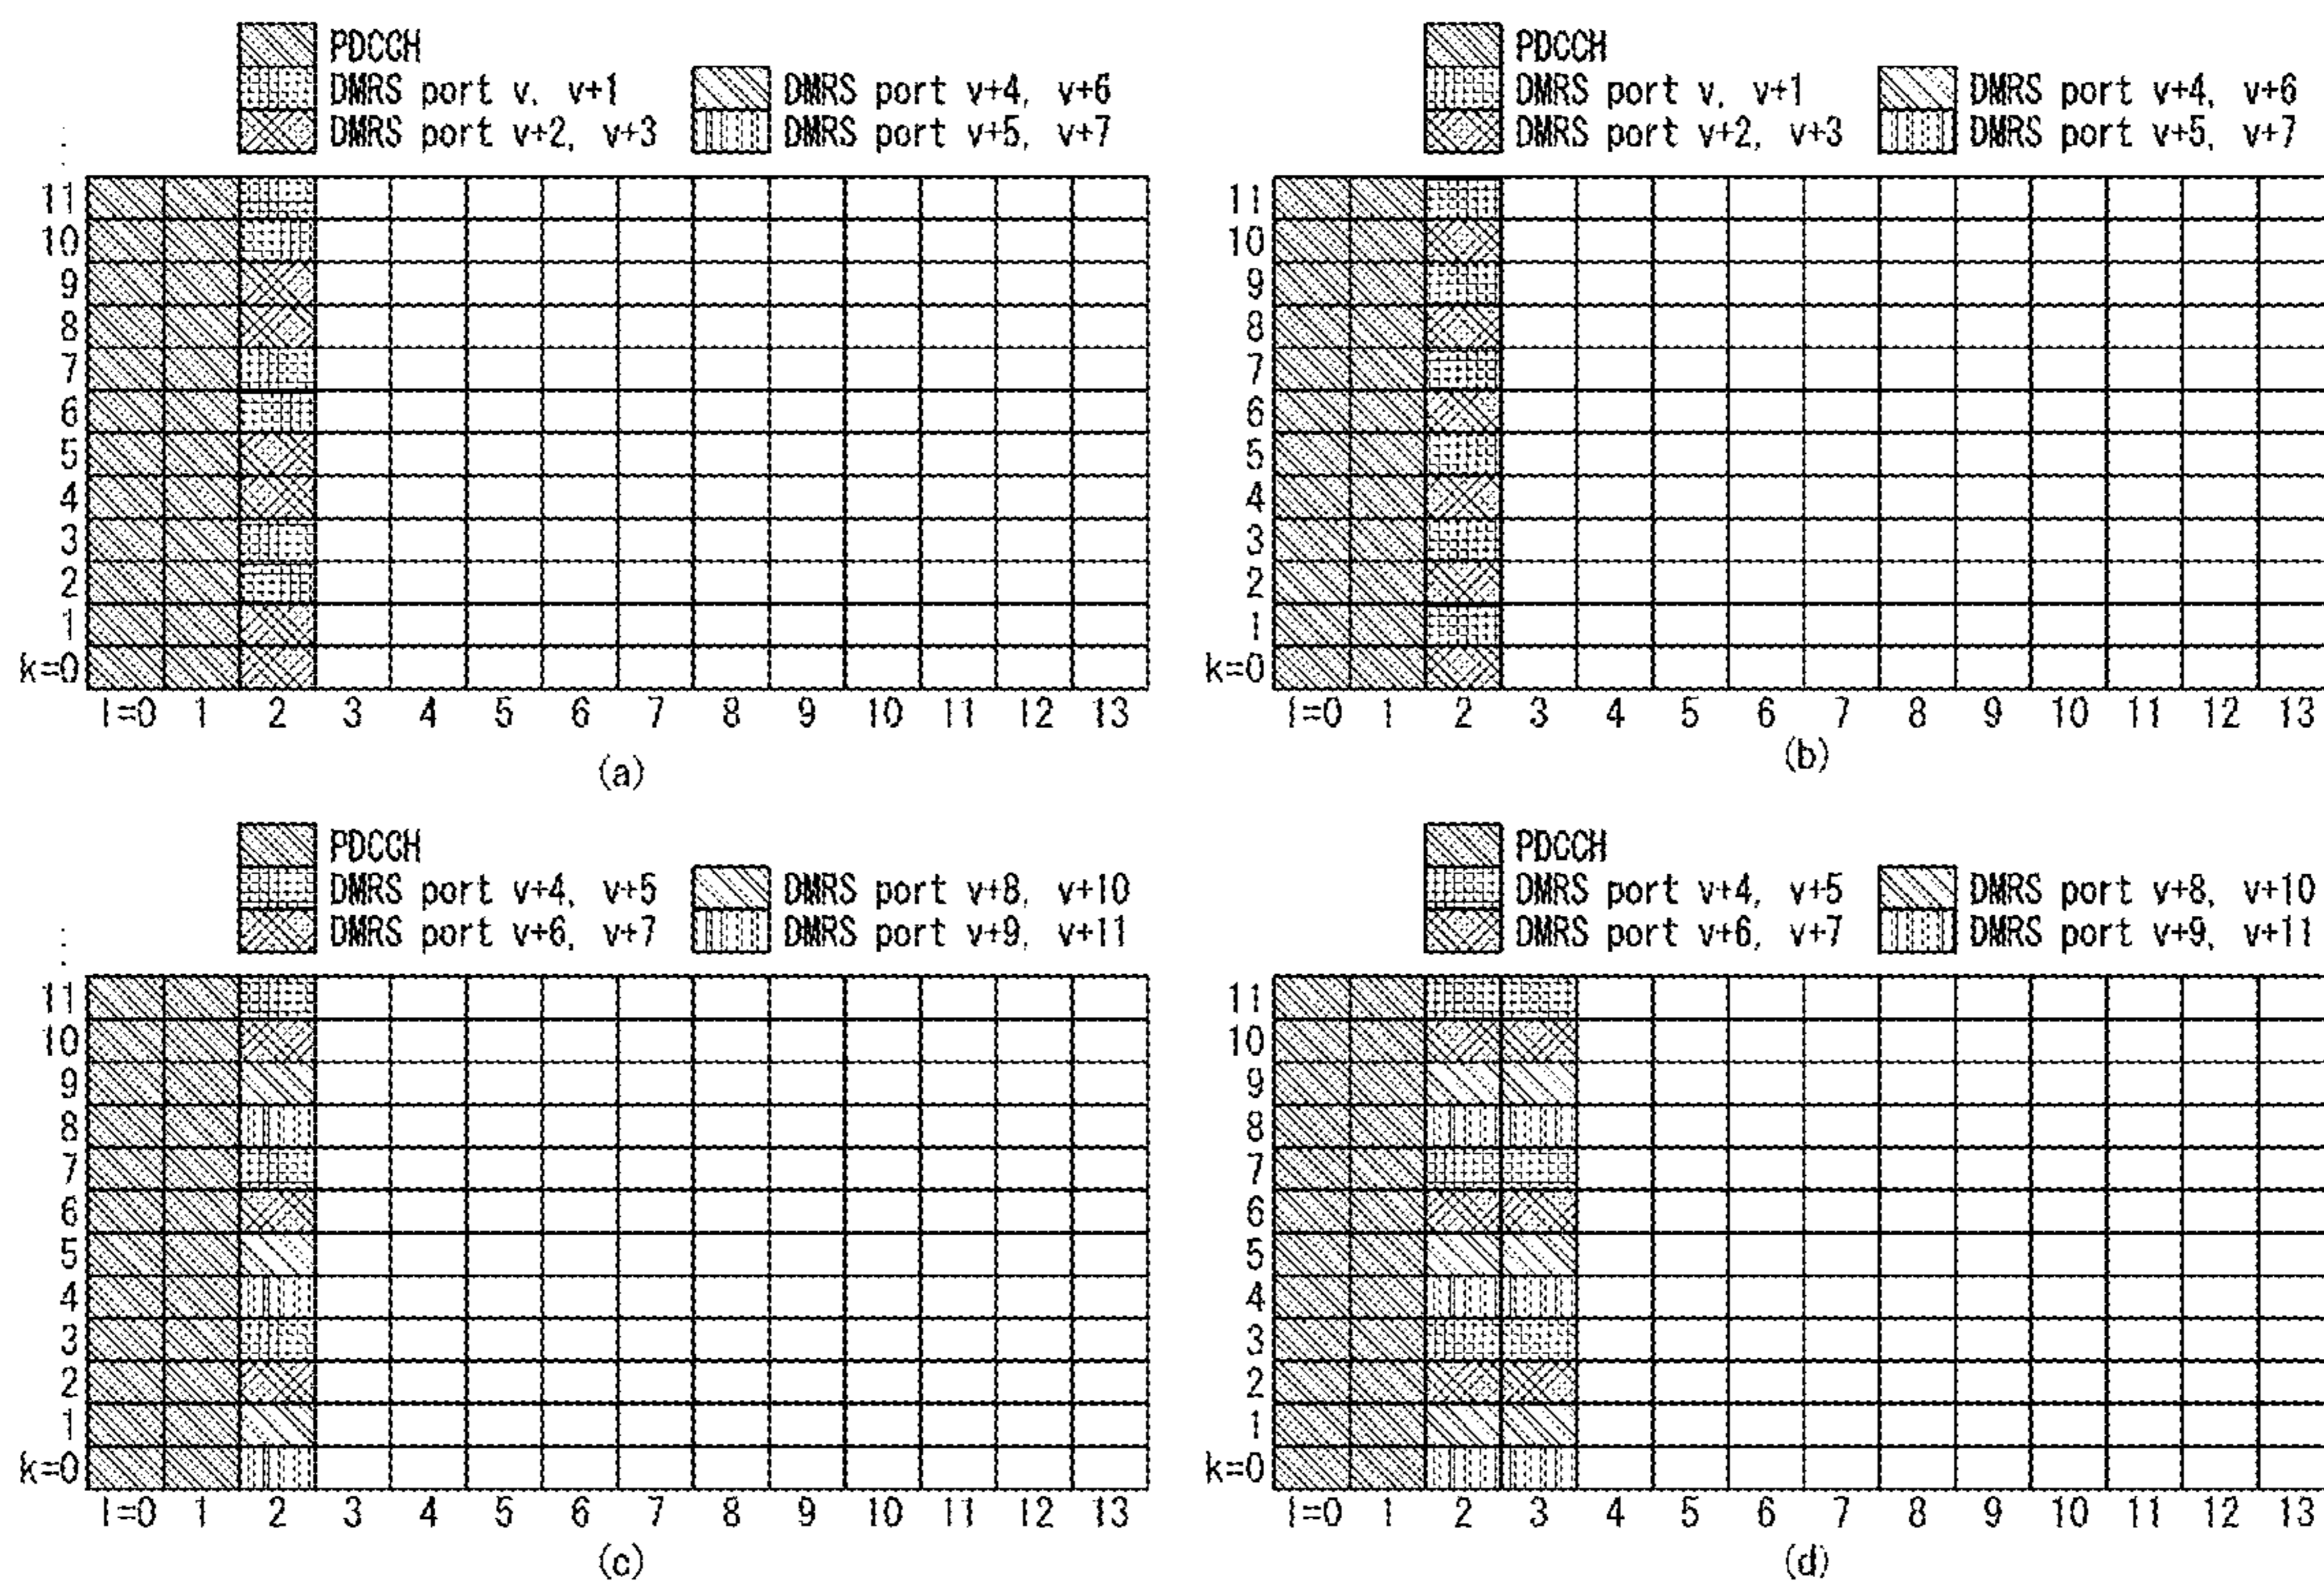 PDCCH
DMRS port v, v+1
DMRS port v+4, v+6
DMRS port v+2, v+3
DMRS port v+5, v+7
11
10
9
8
7
6
5
4
3
2
1
k=0
l=0 1 2 3 4 5 6 7 8 9 10 11 12 13
(a)
PDCCH
DMRS port v, v+1
DMRS port v+4, v+6
DMRS port v+2, v+3
DMRS port v+5, v+7
11
10
9
8
7
6
5
4
3
2
1
k=0
l=0 1 2 3 4 5 6 7 8 9 10 11 12 13
(b)
PDCCH
DMRS port v+4, v+5
DMRS port v+8, v+10
DMRS port v+6, v+7
DMRS port v+9, v+11
11
10
9
8
7
6
5
4
3
2
1
k=0
l=0 1 2 3 4 5 6 7 8 9 10 11 12 13
(c)
PDCCH
DMRS port v+4, v+5
DMRS port v+8, v+10
DMRS port v+6, v+7
DMRS port v+9, v+11
11
10
9
8
7
6
5
4
3
2
1
k=0
l=0 1 2 3 4 5 6 7 8 9 10 11 12 13
(d)